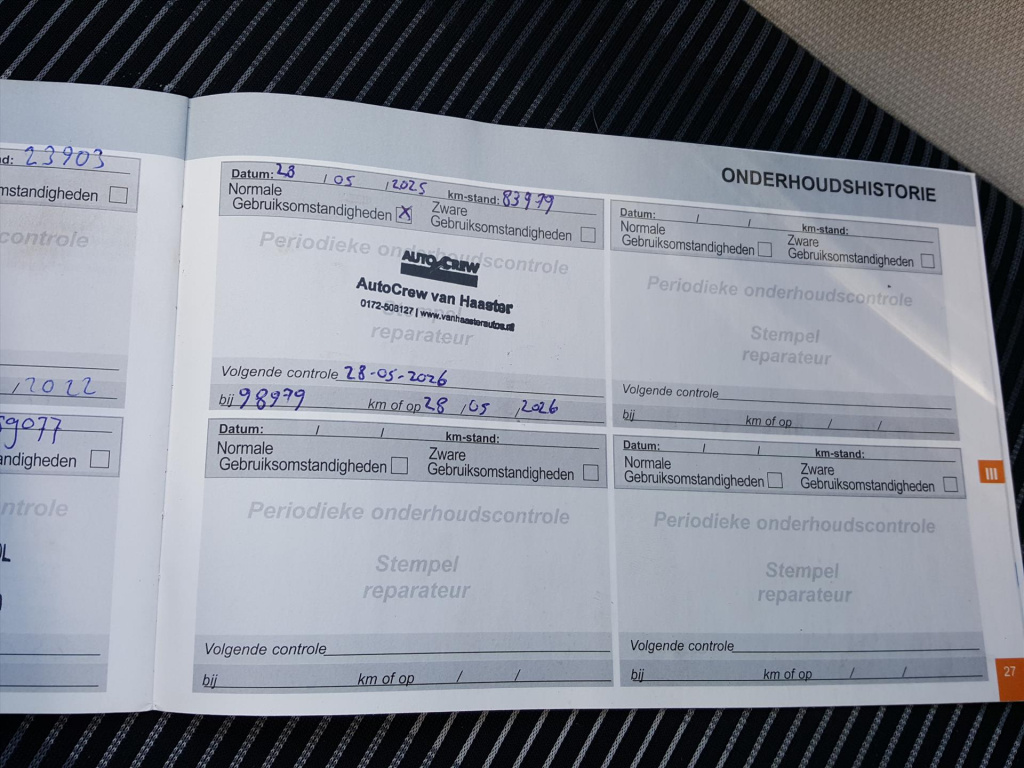 23903
mstandigheden
controle
, 2022
59077
andigheden
ntrole
ONDERHOUDSHISTORIE
Datum: 28 / 05 , 2025 km-stand: 83979
Normale
Gebruiksomstandigheden X Zware
Gebruiksomstandigheden
Periodieke onderhoudscontrole
AUTO CREW
AutoCrew van Haaster
0172-508127 | www.vanhaasterautos.nl
reparateur
Volgende controle 28-05-2026
bij 98979 km of op 28 , 05 , 2026
Datum: / / km-stand:
Normale
Gebruiksomstandigheden Zware
Gebruiksomstandigheden
Periodieke onderhoudscontrole
Stempel
reparateur
Volgende controle
bij km of op / /
Datum: / / km-stand:
Normale
Gebruiksomstandigheden Zware
Gebruiksomstandigheden
Periodieke onderhoudscontrole
Stempel
reparateur
Volgende controle
bij km of op / /
Datum: / / km-stand:
Normale
Gebruiksomstandigheden Zware
Gebruiksomstandigheden
Periodieke onderhoudscontrole
Stempel
reparateur
Volgende controle
bij km of op / /
III
27